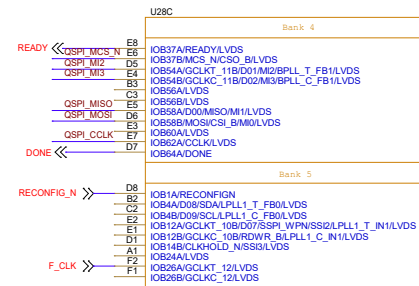 U28C
Bank 4
READY E8 IOB37A/READY/LVDS
QSPI_MCS_N E6 IOB37B/MCS_N/CSO_B/LVDS
QSPI_MI2 D5 IOB54A/GCLKT_11B/D01/MI2/BPLL_T_FB1/LVDS
QSPI_MI3 E4 IOB54B/GCLKC_11B/D02/MI3/BPLL_C_FB1/LVDS
B3 IOB56A/LVDS
C3 IOB56B/LVDS
QSPI_MISO E5 IOB58A/D00/MISO/MI1/LVDS
QSPI_MOSI D6 IOB58B/MOSI/CSI_B/MI0/LVDS
E3 IOB60A/LVDS
QSPI_CCLK E7 IOB62A/CCLK/LVDS
DONE D7 IOB64A/DONE
Bank 5
RECONFIG_N D8 IOB1A/RECONFIGN
B2 IOB4A/D08/SDA/LPLL1_T_FB0/LVDS
C2 IOB4B/D09/SCL/LPLL1_C_FB0/LVDS
E2 IOB12A/GCLKT_10B/D07/SSPI_WPN/SSI2/LPLL1_T_IN1/LVDS
E1 IOB12B/GCLKC_10B/RDWR_B/LPLL1_C_IN1/LVDS
D1 IOB14B/CLKHOLD_N/SSI3/LVDS
A1 IOB24A/LVDS
F_CLK F2 IOB26A/GCLKT_12/LVDS
F1 IOB26B/GCLKC_12/LVDS